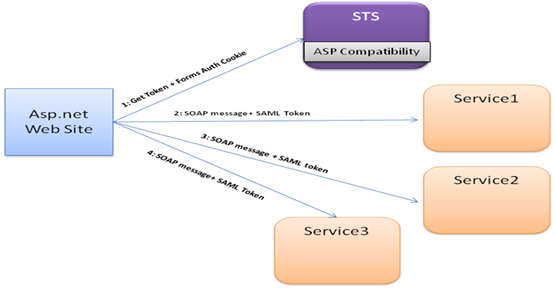 STS
ASP Compatibility
1: Get Token + Forms Auth Cookie
Asp.net
Web Site
2: SOAP message+ SAML Token
Service1
3: SOAP message + SAML token
4: SOAP message+ SAML Token
Service2
Service3